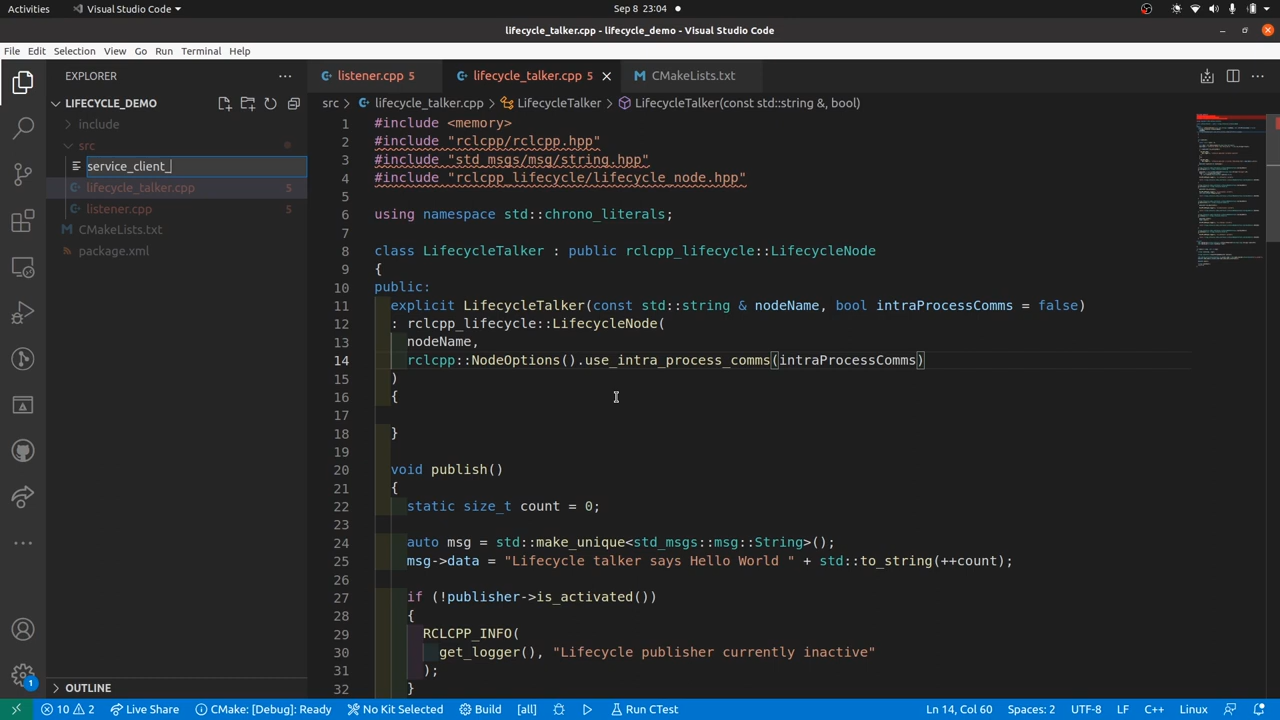 Activities
Visual Studio Code
Sep 8 23:04
lifecycle_talker.cpp - lifecycle_demo - Visual Studio Code
File Edit Selection View Go Run Terminal Help
EXPLORER
LIFECYCLE_DEMO
include
src
service_client_
lifecycle_talker.cpp 5
listener.cpp 5
CMakeLists.txt
package.xml
OUTLINE
listener.cpp 5
lifecycle_talker.cpp 5
CMakeLists.txt
src > lifecycle_talker.cpp > LifecycleTalker > LifecycleTalker(const std::string &, bool)
1 #include <memory>
2 #include "rclcpp/rclcpp.hpp"
3 #include "std_msgs/msg/string.hpp"
4 #include "rclcpp_lifecycle/lifecycle_node.hpp"
5
6 using namespace std::chrono_literals;
7
8 class LifecycleTalker : public rclcpp_lifecycle::LifecycleNode
9 {
10 public:
11 explicit LifecycleTalker(const std::string & nodeName, bool intraProcessComms = false)
12 : rclcpp_lifecycle::LifecycleNode(
13 nodeName,
14 rclcpp::NodeOptions().use_intra_process_comms(intraProcessComms)
15 )
16 {
17
18 }
19
20 void publish()
21 {
22 static size_t count = 0;
23
24 auto msg = std::make_unique<std_msgs::msg::String>();
25 msg->data = "Lifecycle talker says Hello World " + std::to_string(++count);
26
27 if (!publisher->is_activated())
28 {
29 RCLCPP_INFO(
30 get_logger(), "Lifecycle publisher currently inactive"
31 );
32 }
1
10 2 Live Share CMake: [Debug]: Ready No Kit Selected Build [all] Run CTest Ln 14, Col 60 Spaces: 2 UTF-8 LF C++ Linux